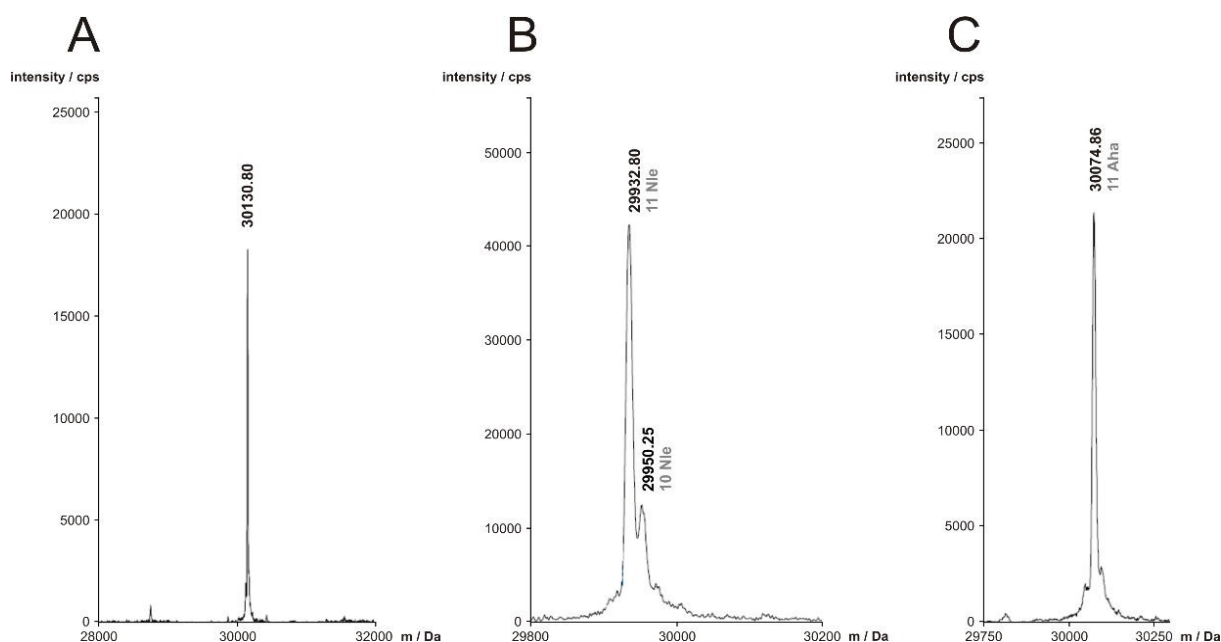 A
B
C
intensity / cps
intensity / cps
intensity / cps
25000
20000
15000
10000
5000
0
30130.80
28000
30000
32000
m / Da
50000
40000
30000
20000
10000
0
29932.80
11 Nle
29950.25
10 Nle
29800
30000
30200
m / Da
25000
20000
15000
10000
5000
0
30074.86
11 Aha
29750
30000
30250
m / Da